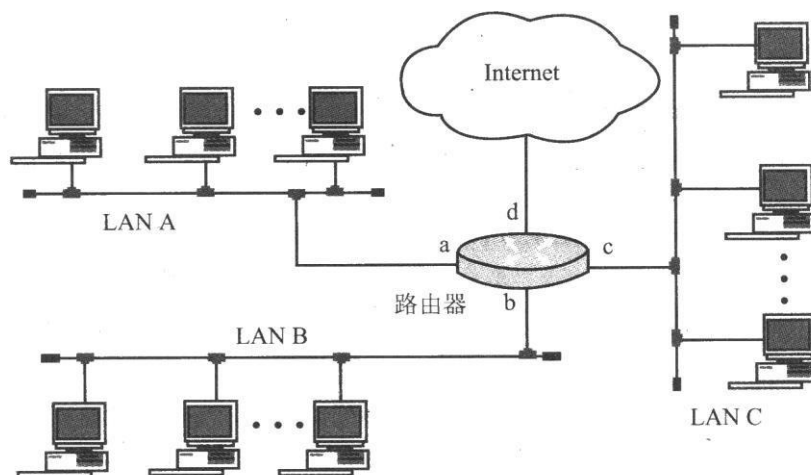 Internet
LAN A
d
a
c
b
路由器
LAN B
LAN C